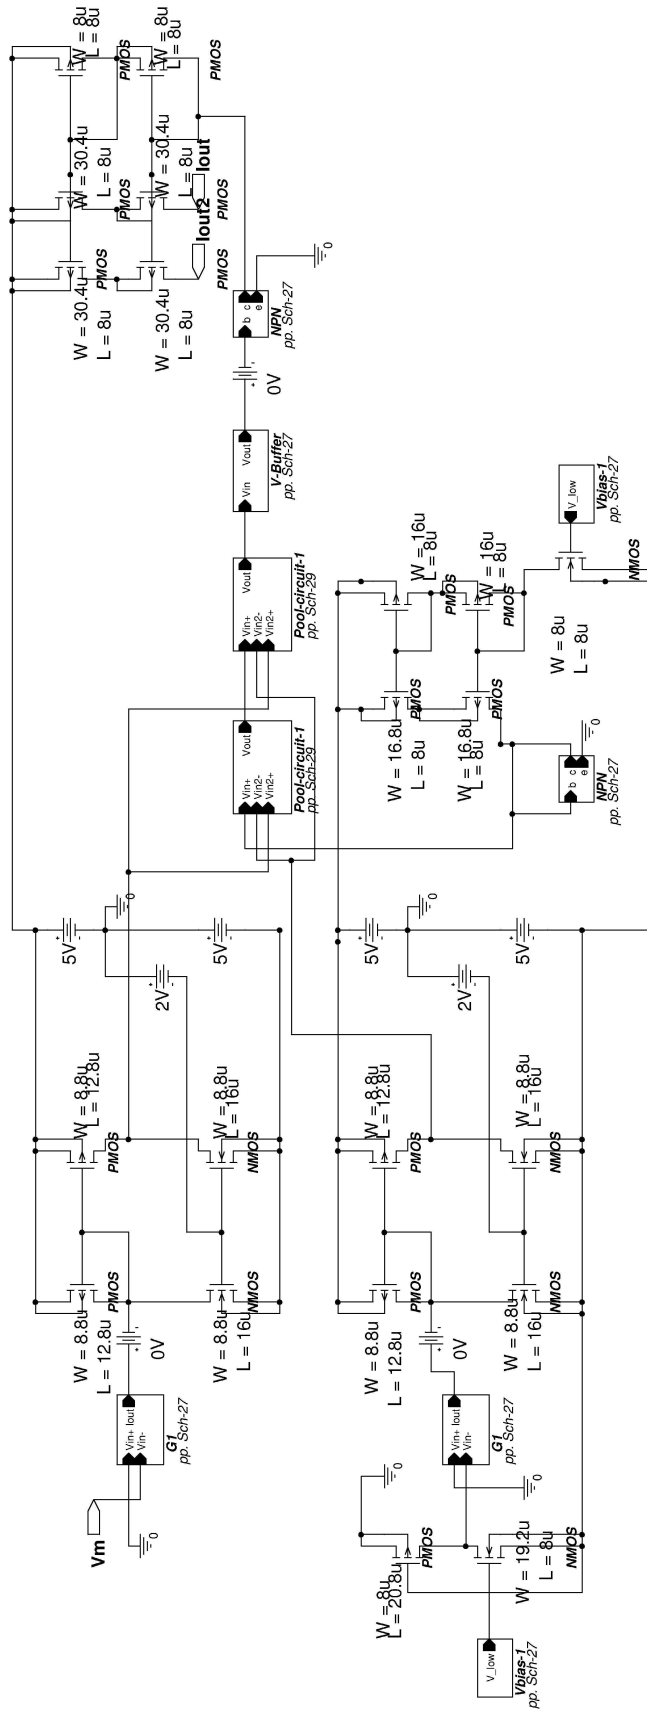 W = 8u
L = 8u
PMOS
W = 8u
L = 8u
PMOS
W = 30.4u
L = 8u
PMOS
W = 30.4u
L = 8u
PMOS
Iout
Iout2
W = 30.4u
L = 8u
PMOS
W = 30.4u
L = 8u
PMOS
0
b c e
NPN
pp. Sch-27
+ -
0V
Vin Vout
V-Buffer
pp. Sch-27
Vin+
Vin2-
Vin2+
Vout
Pool-circuit-1
pp. Sch-29
Vin+
Vin2-
Vin2+
Vout
Pool-circuit-1
pp. Sch-29
V_low
Vbias-1
pp. Sch-27
NMOS
W = 8u
L = 8u
W = 16u
L = 8u
PMOS
W = 16u
L = 8u
PMOS
W = 16.8u
L = 8u
PMOS
W = 16.8u
L = 8u
PMOS
0
b c e
NPN
pp. Sch-27
5V
+ -
0
5V
+ -
2V
+ -
W = 8.8u
L = 12.8u
PMOS
W = 8.8u
L = 16u
NMOS
W = 8.8u
L = 12.8u
PMOS
W = 8.8u
L = 16u
NMOS
0V
+ -
Vin+ Iout
Vin-
G1
pp. Sch-27
Vm
0
5V
+ -
0
5V
+ -
2V
+ -
W = 8.8u
L = 12.8u
PMOS
W = 8.8u
L = 16u
NMOS
W = 8.8u
L = 12.8u
PMOS
W = 8.8u
L = 16u
NMOS
0V
+ -
Vin+ Iout
Vin-
G1
pp. Sch-27
0
0
W = 8u
L = 20.8u
PMOS
W = 19.2u
L = 8u
NMOS
V_low
Vbias-1
pp. Sch-27